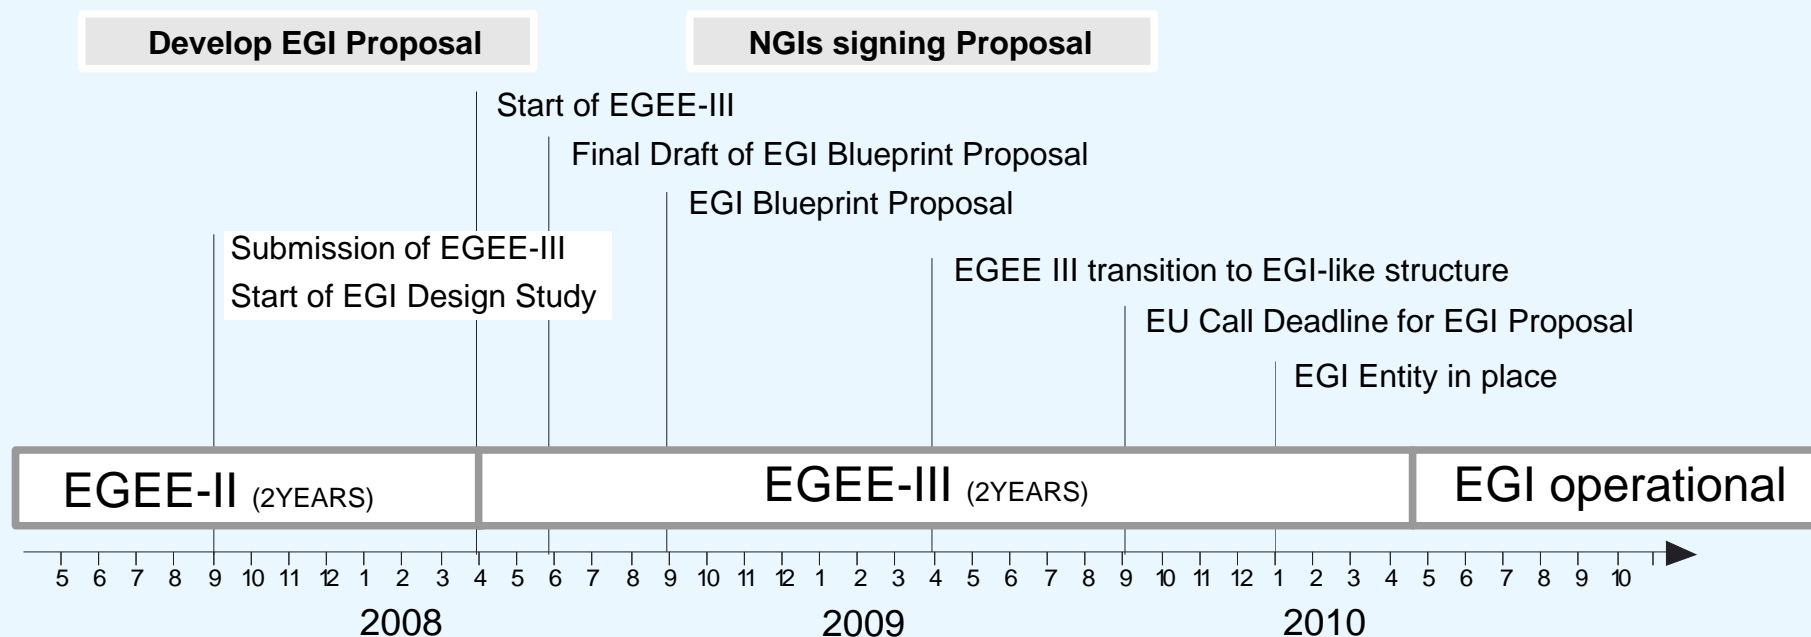 Develop EGI Proposal
NGIs signing Proposal
Start of EGEE-III
Final Draft of EGI Blueprint Proposal
EGI Blueprint Proposal
Submission of EGEE-III
Start of EGI Design Study
EGEE III transition to EGI-like structure
EU Call Deadline for EGI Proposal
EGI Entity in place
EGEE-II (2YEARS)
EGEE-III (2YEARS)
EGI operational
5 6 7 8 9 10 11 12 1 2 3 4 5 6 7 8 9 10 11 12 1 2 3 4 5 6 7 8 9 10 11 12 1 2 3 4 5 6 7 8 9 10
2008 2009 2010